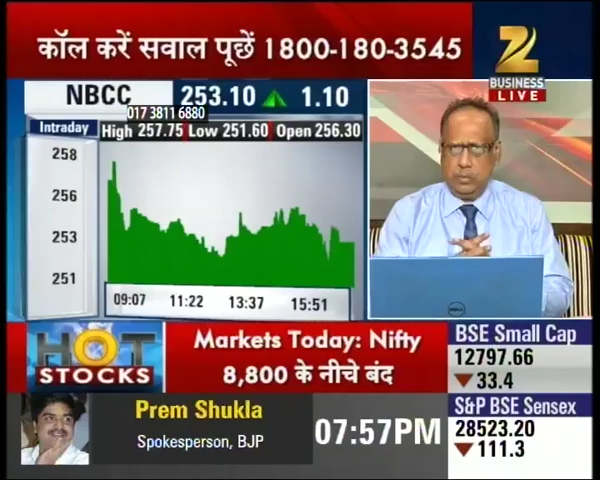 कॉल करें सवाल पूछें 1800-180-3545
Z
BUSINESS
LIVE
NBCC 253.10 1.10
017 3811 6880
Intraday High 257.75 Low 251.60 Open 256.30
258
256
253
251
09:07 11:22 13:37 15:51
DELL
HOT
STOCKS
Markets Today: Nifty
8,800 के नीचे बंद
BSE Small Cap
12797.66
33.4
Prem Shukla
Spokesperson, BJP
07:57PM
S&P BSE Sensex
28523.20
111.3